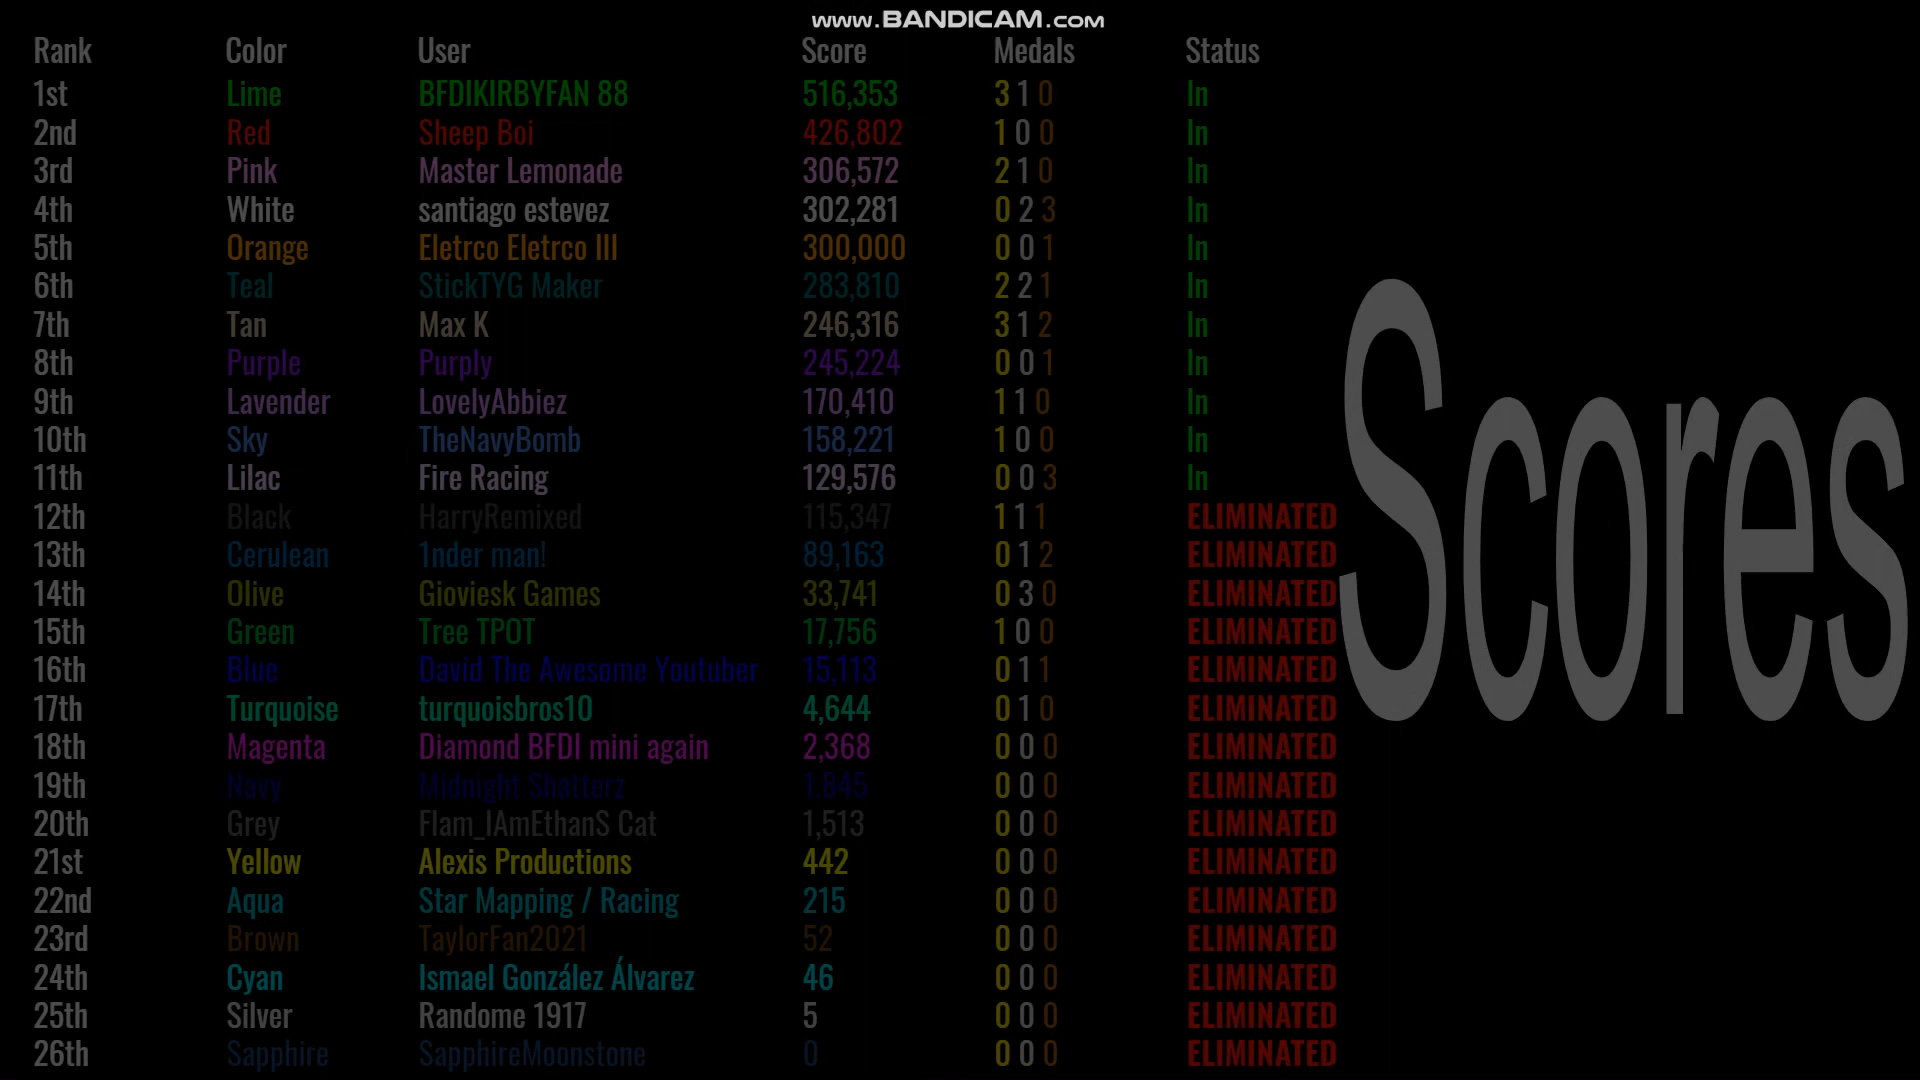 www.BANDICAM.com
Rank Color User Score Medals Status
1st Lime BFDIKIRBYFAN 88 516,353 3 1 0 In
2nd Red Sheep Boi 426,802 1 0 0 In
3rd Pink Master Lemonade 306,572 2 1 0 In
4th White santiago estevez 302,281 0 2 3 In
5th Orange Eletrco Eletrco III 300,000 0 0 1 In
6th Teal StickTYG Maker 283,810 2 2 1 In
7th Tan Max K 246,316 3 1 2 In
8th Purple Purply 245,224 0 0 1 In
9th Lavender LovelyAbbiez 170,410 1 1 0 In
10th Sky TheNavyBomb 158,221 1 0 0 In
11th Lilac Fire Racing 129,576 0 0 3 In
12th Black HarryRemixed 115,347 1 1 1 ELIMINATED
13th Cerulean 1nder man! 89,163 0 1 2 ELIMINATED
14th Olive Gioviesk Games 33,741 0 3 0 ELIMINATED
15th Green Tree TPOT 17,756 1 0 0 ELIMINATED
16th Blue David The Awesome Youtuber 15,113 0 1 1 ELIMINATED
17th Turquoise turquoisbros10 4,644 0 1 0 ELIMINATED
18th Magenta Diamond BFDI mini again 2,368 0 0 0 ELIMINATED
19th Navy Midnight Shatterz 1.845 0 0 0 ELIMINATED
20th Grey Flam_IAmEthanS Cat 1,513 0 0 0 ELIMINATED
21st Yellow Alexis Productions 442 0 0 0 ELIMINATED
22nd Aqua Star Mapping / Racing 215 0 0 0 ELIMINATED
23rd Brown TaylorFan2021 52 0 0 0 ELIMINATED
24th Cyan Ismael González Álvarez 46 0 0 0 ELIMINATED
25th Silver Randome 1917 5 0 0 0 ELIMINATED
26th Sapphire SapphireMoonstone 0 0 0 0 ELIMINATED
Scores